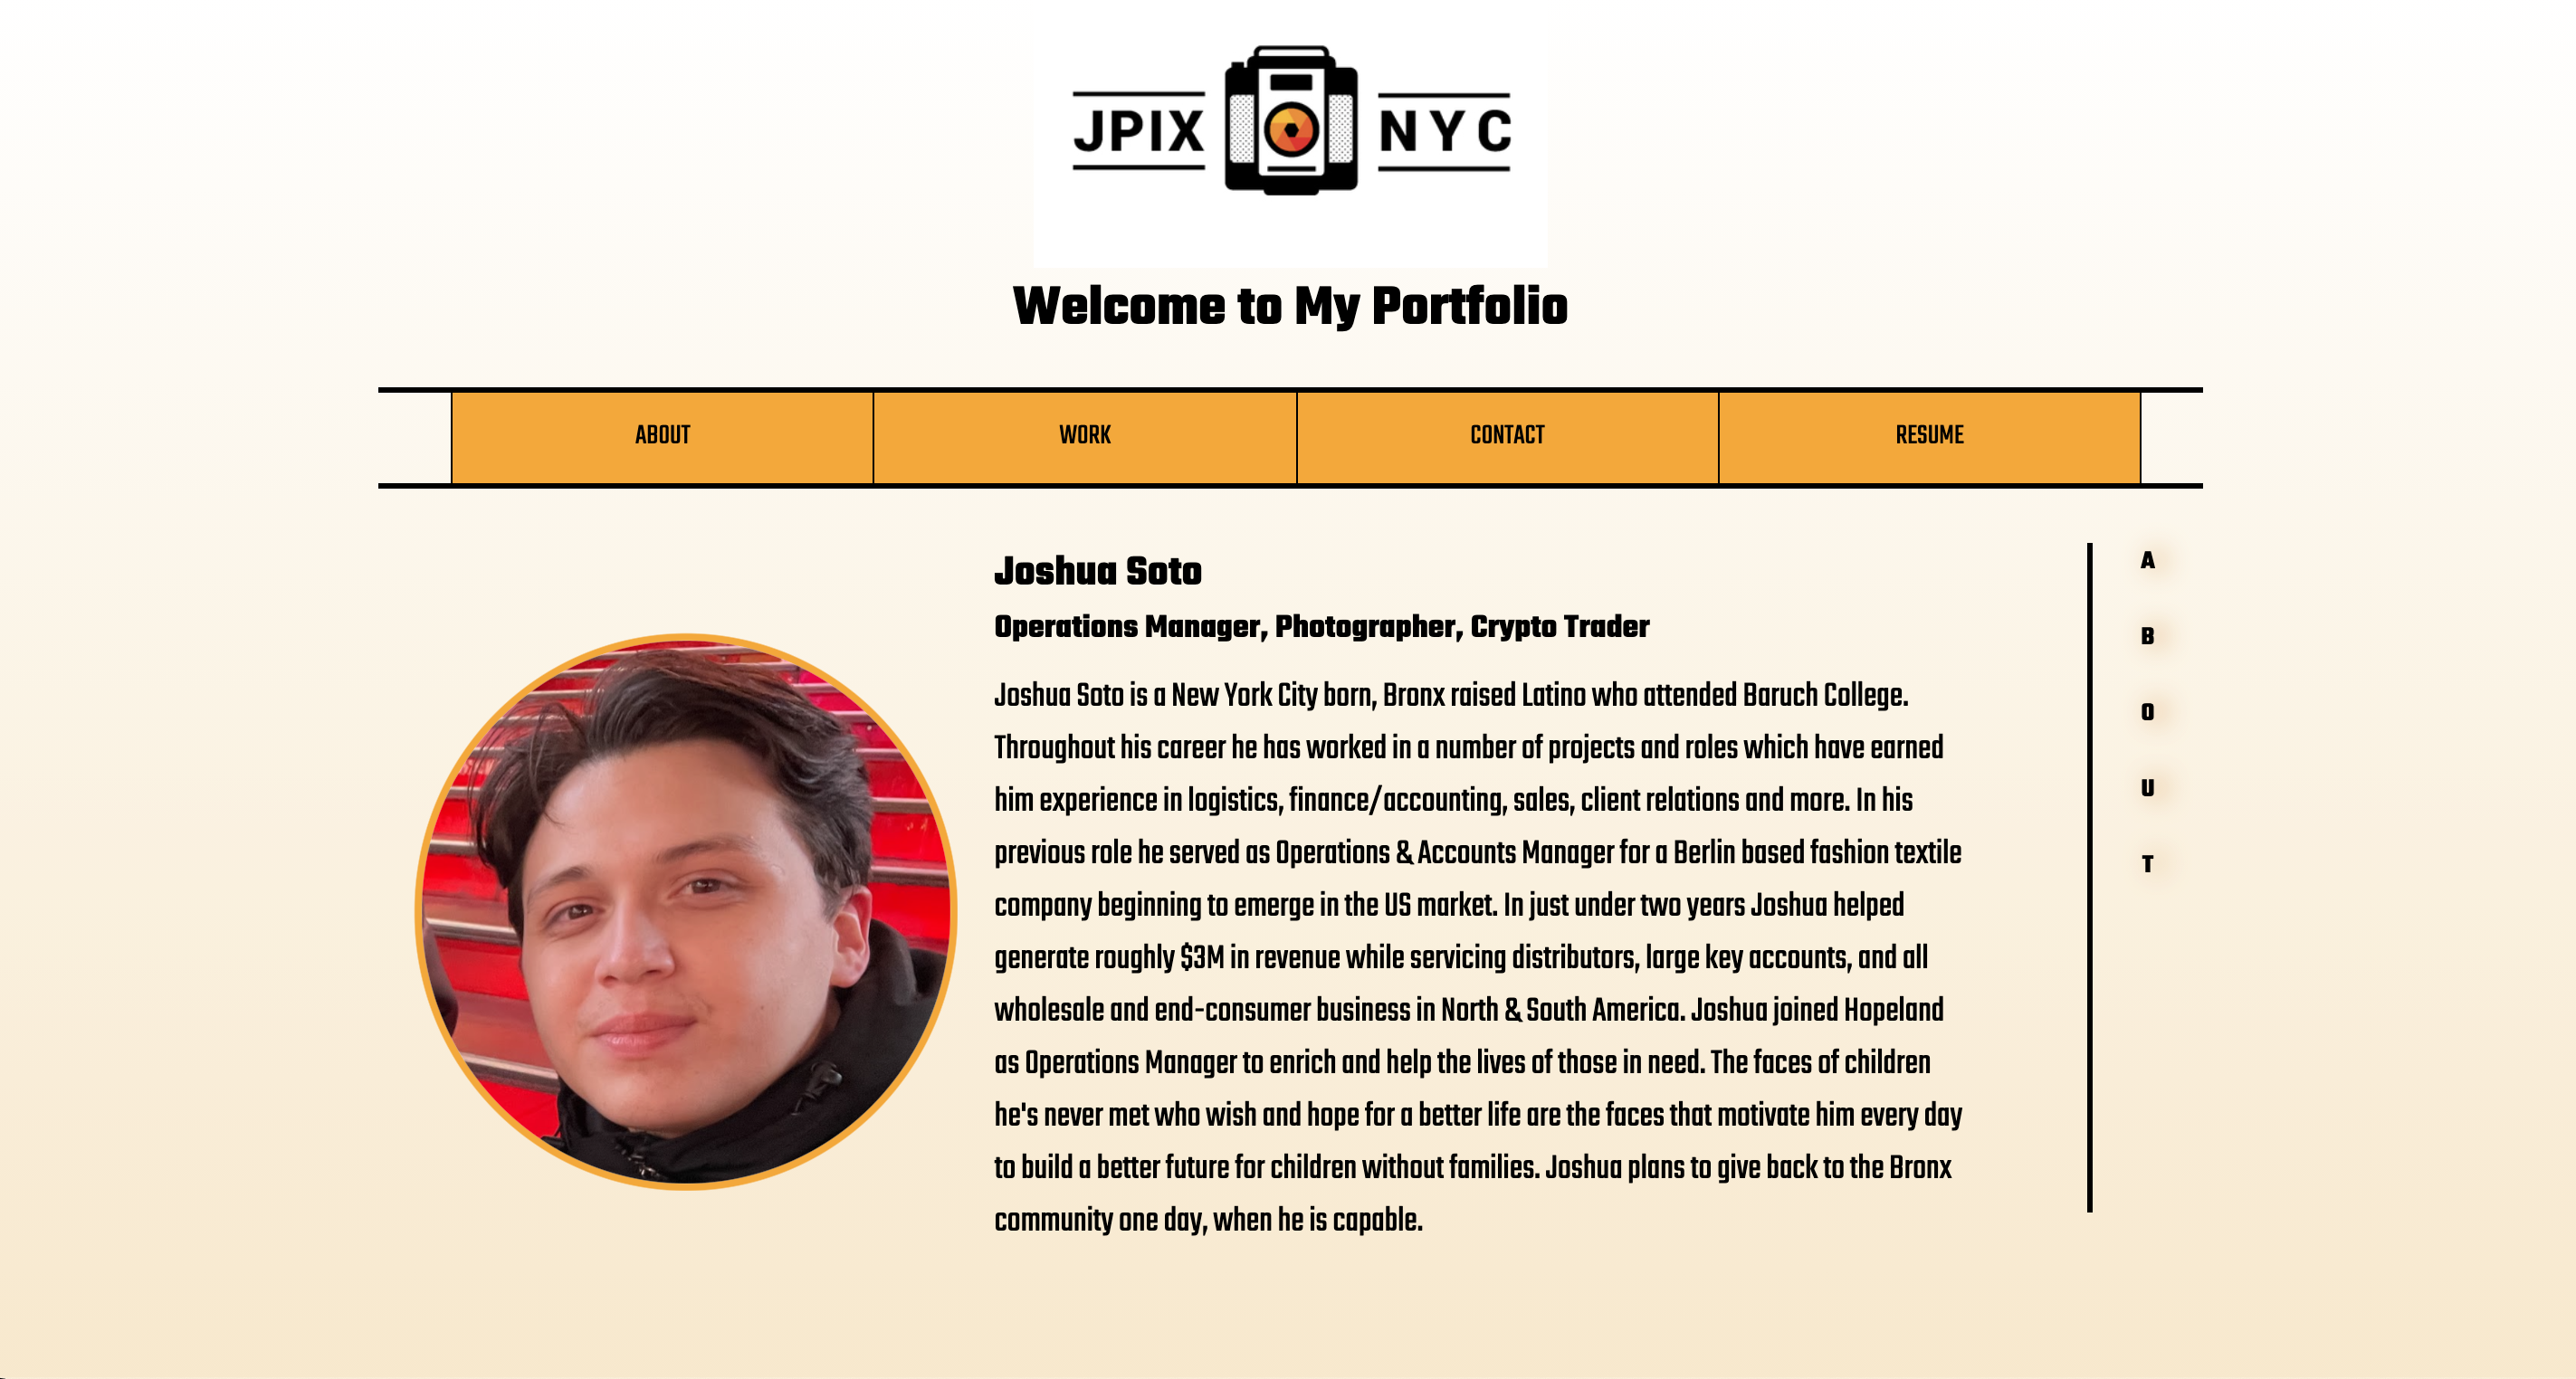 JPIX NYC
Welcome to My Portfolio
ABOUT WORK CONTACT RESUME
Joshua Soto
Operations Manager, Photographer, Crypto Trader
Joshua Soto is a New York City born, Bronx raised Latino who attended Baruch College.
Throughout his career he has worked in a number of projects and roles which have earned
him experience in logistics, finance/accounting, sales, client relations and more. In his
previous role he served as Operations & Accounts Manager for a Berlin based fashion textile
company beginning to emerge in the US market. In just under two years Joshua helped
generate roughly $3M in revenue while servicing distributors, large key accounts, and all
wholesale and end-consumer business in North & South America. Joshua joined Hopeland
as Operations Manager to enrich and help the lives of those in need. The faces of children
he's never met who wish and hope for a better life are the faces that motivate him every day
to build a better future for children without families. Joshua plans to give back to the Bronx
community one day, when he is capable.
A
B
O
U
T